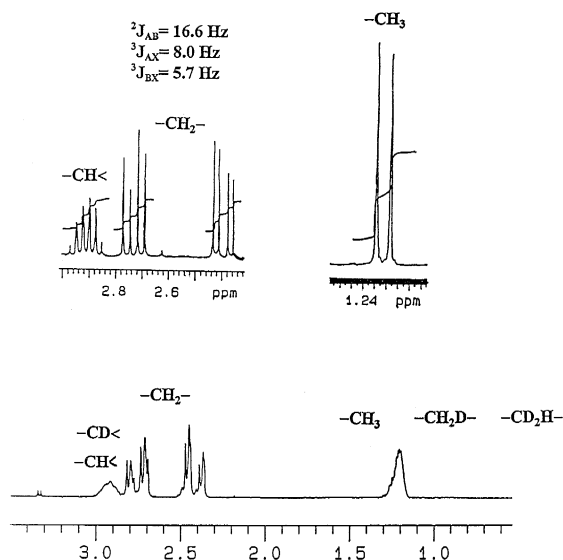 ²J_AB= 16.6 Hz
³J_AX= 8.0 Hz
³J_BX= 5.7 Hz
–CH₃
–CH₂–
–CH<
2.8 2.6 ppm
1.24 ppm
–CH₂–
–CH₃ –CH₂D– –CD₂H–
–CD<
–CH<
3.0 2.5 2.0 1.5 1.0